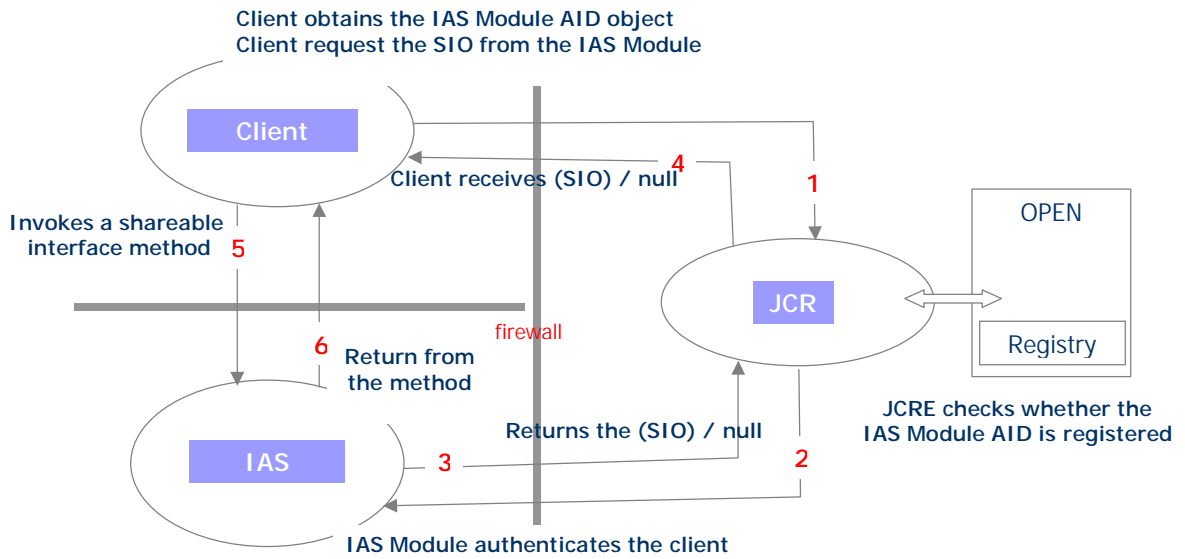 Client obtains the IAS Module AID object
Client request the SIO from the IAS Module
Client
4
Client receives (SIO) / null
1
OPEN
Invokes a shareable
interface method
5
JCR
firewall
Registry
6
Return from
the method
JCRE checks whether the
IAS Module AID is registered
Returns the (SIO) / null
IAS
3
2
IAS Module authenticates the client